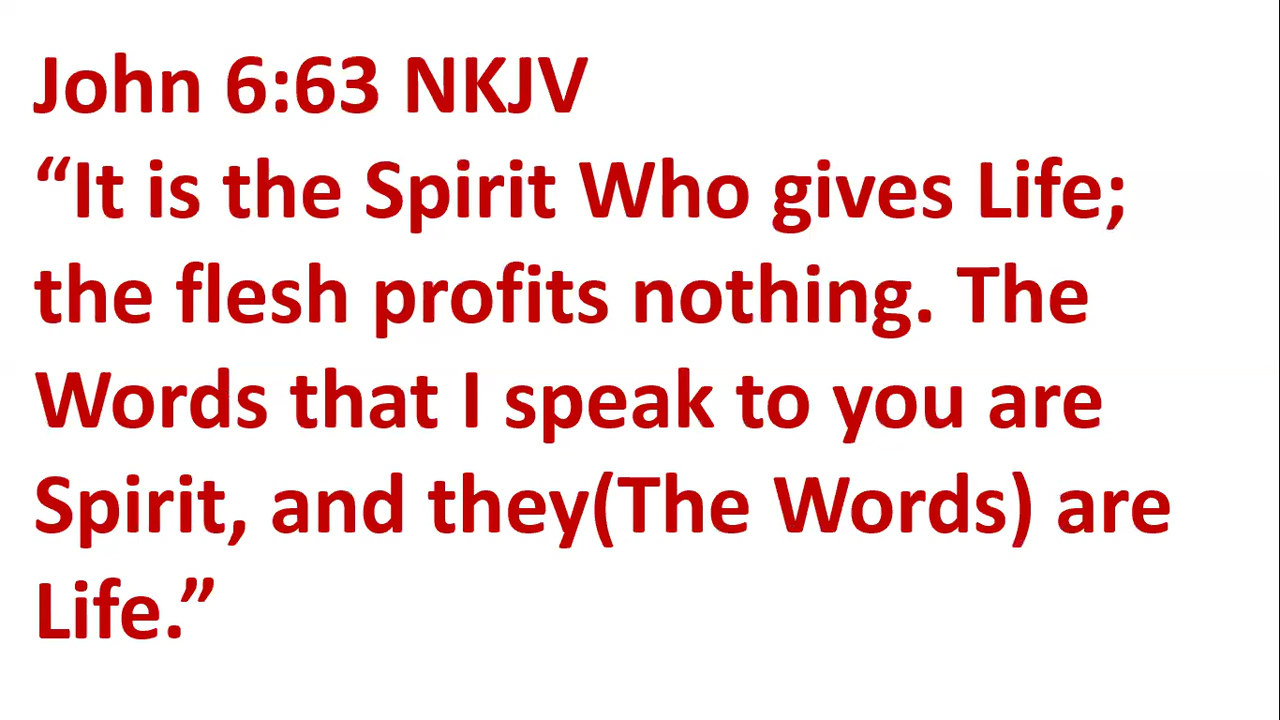 John 6:63 NKJV
“It is the Spirit Who gives Life;
the flesh profits nothing. The
Words that I speak to you are
Spirit, and they(The Words) are
Life.”